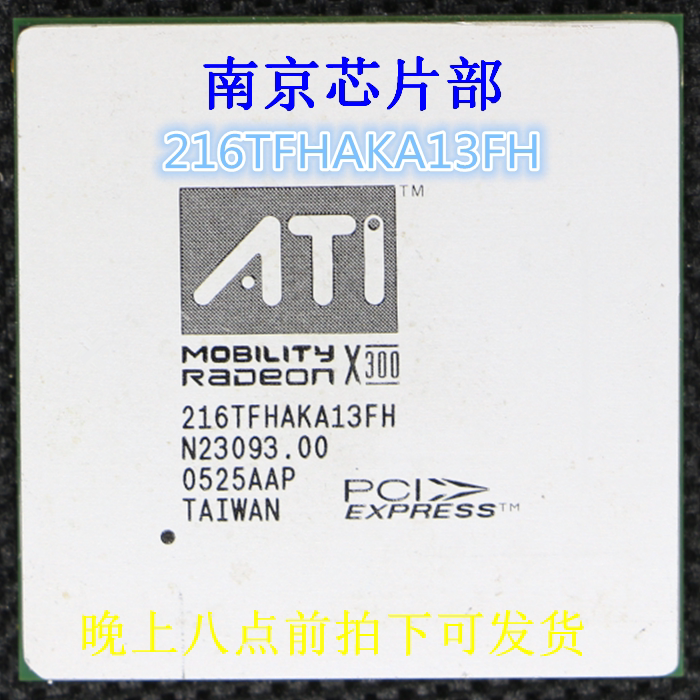 南京芯片部
216TFHAKA13FH
ATI™
MOBILITY
RADEON X300
216TFHAKA13FH
N23093.00
0525AAP
TAIWAN
PCI
EXPRESS™
晚上八点前拍下可发货